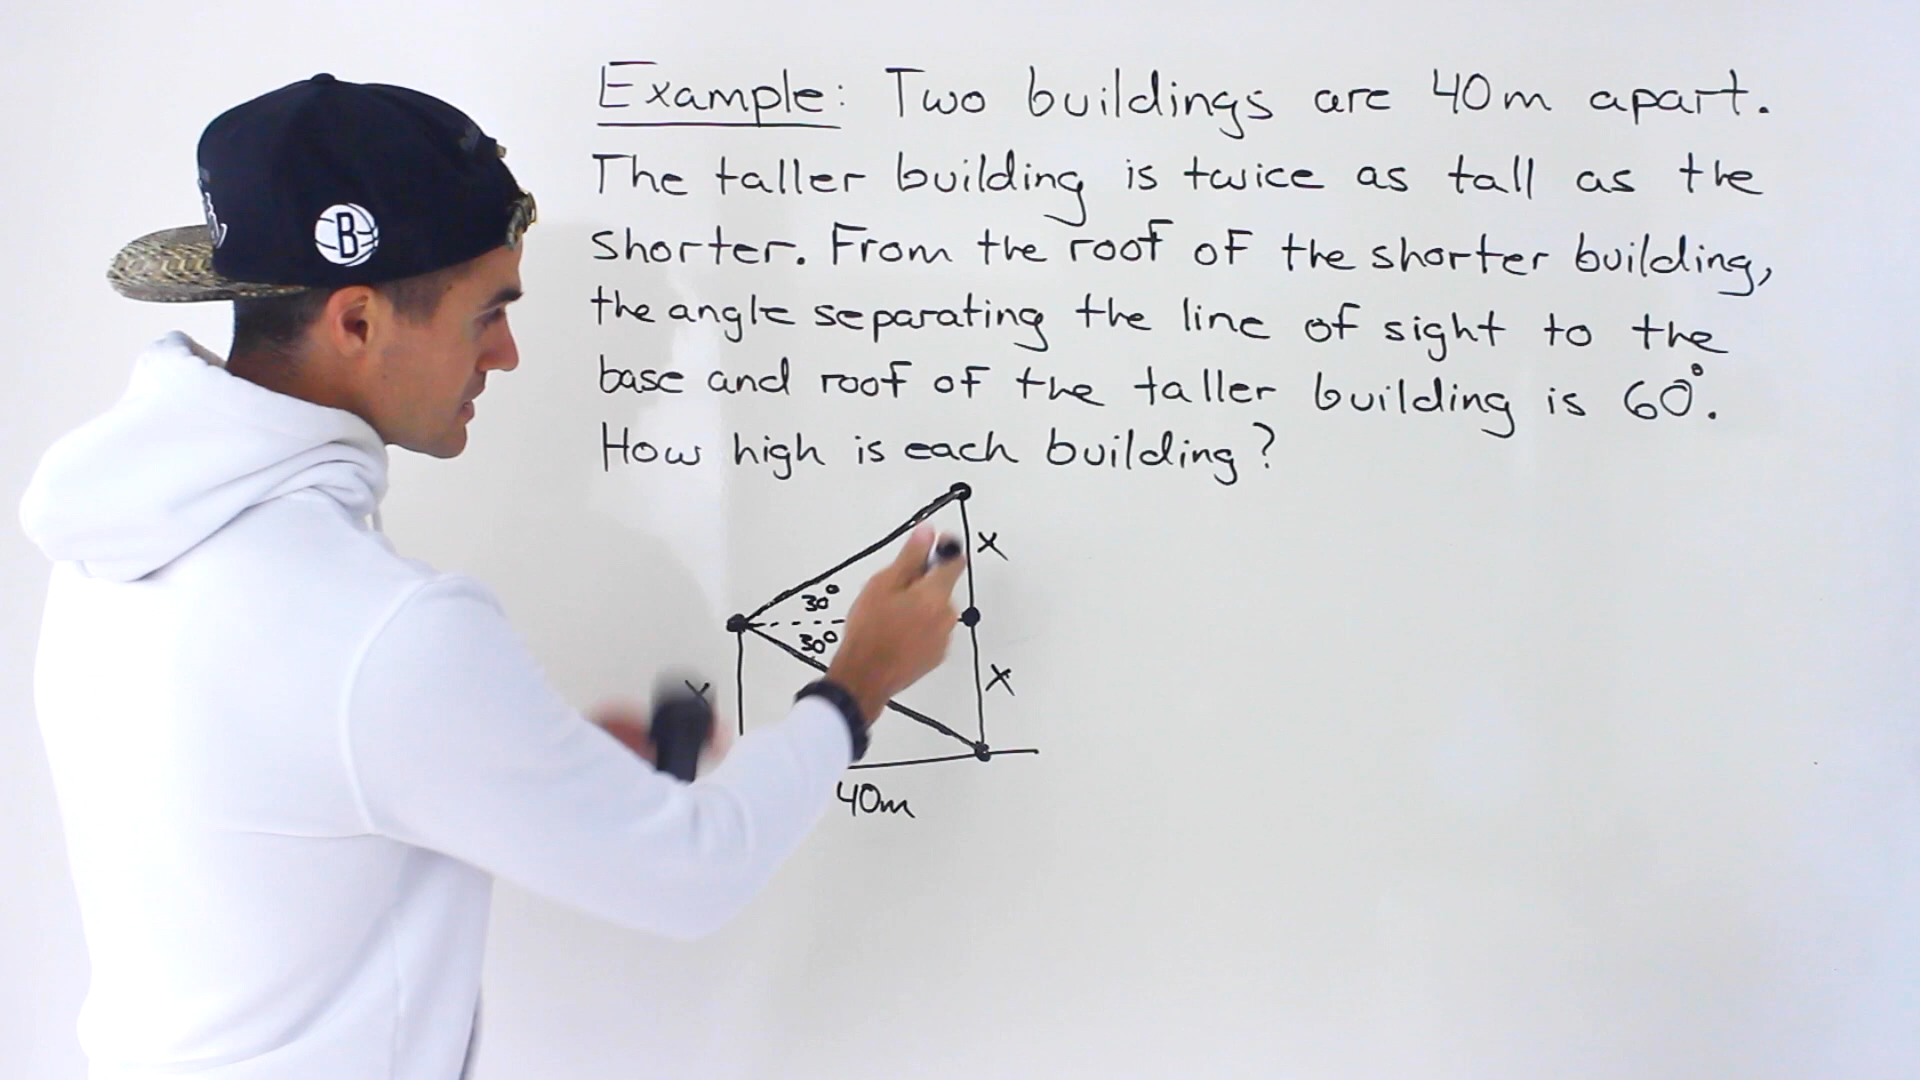 Example: Two buildings are 40m apart.
The taller building is twice as tall as the
shorter. From the roof of the shorter building,
the angle separating the line of sight to the
base and roof of the taller building is 60°.
How high is each building?
B
x
30°
30°
x
x
40m